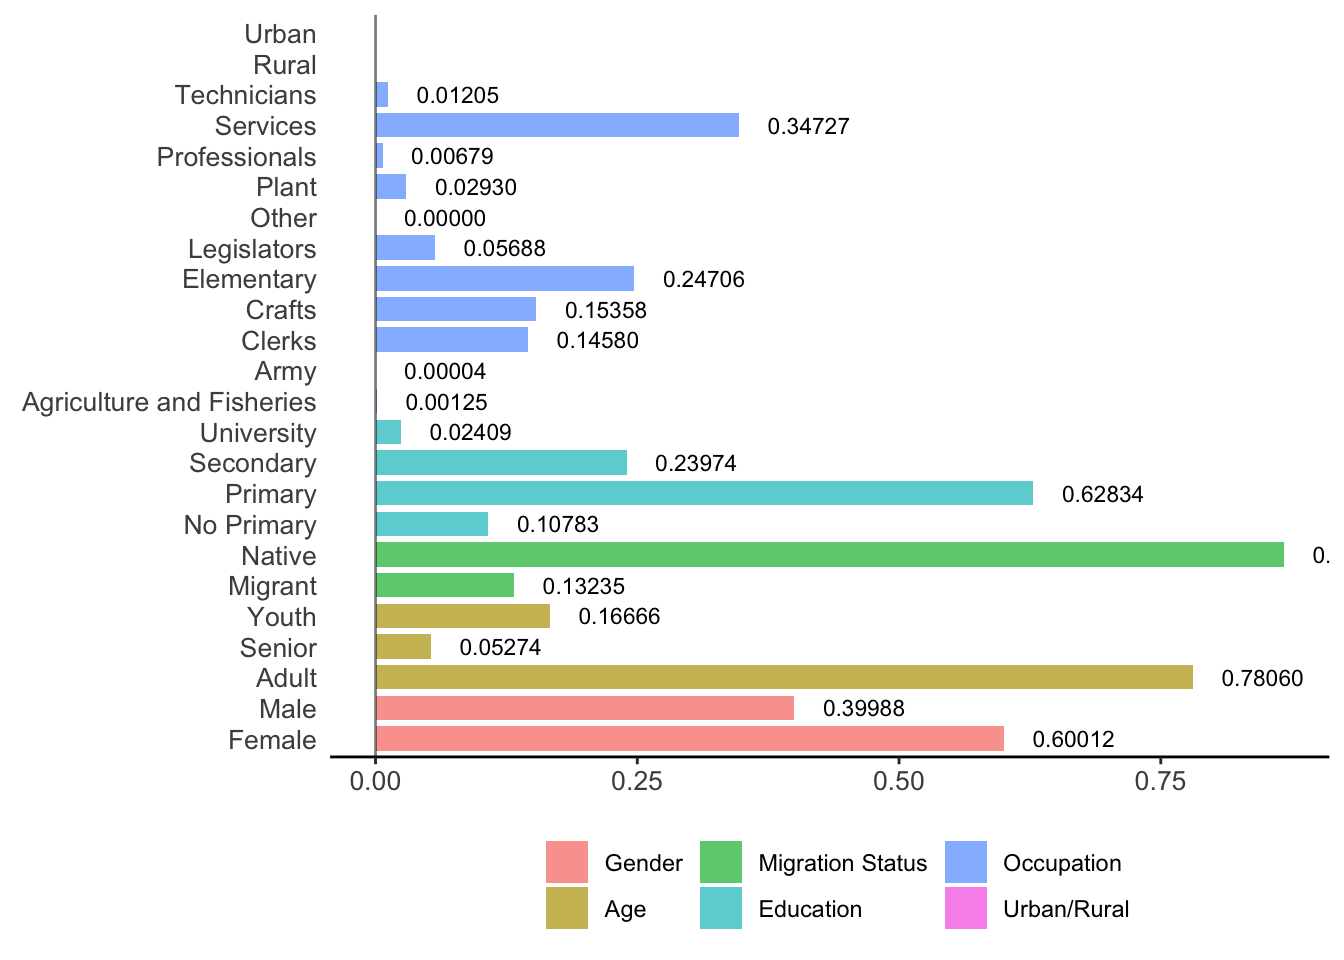 Urban
Rural
Technicians 0.01205
Services 0.34727
Professionals 0.00679
Plant 0.02930
Other 0.00000
Legislators 0.05688
Elementary 0.24706
Crafts 0.15358
Clerks 0.14580
Army 0.00004
Agriculture and Fisheries 0.00125
University 0.02409
Secondary 0.23974
Primary 0.62834
No Primary 0.10783
Native 0.
Migrant 0.13235
Youth 0.16666
Senior 0.05274
Adult 0.78060
Male 0.39988
Female 0.60012
0.00 0.25 0.50 0.75
Gender Migration Status Occupation
Age Education Urban/Rural